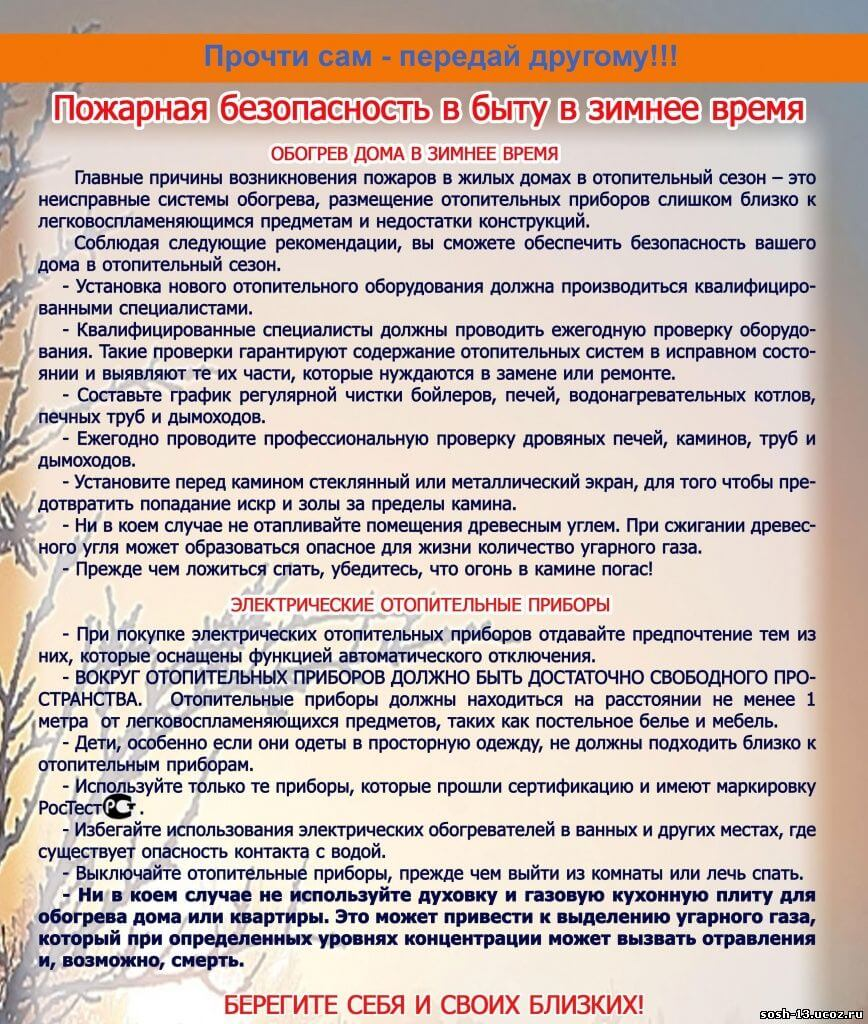 Прочти сам - передай другому!!!
Пожарная безопасность в быту в зимнее время
ОБОГРЕВ ДОМА В ЗИМНЕЕ ВРЕМЯ
Главные причины возникновения пожаров в жилых домах в отопительный сезон – это
неисправные системы обогрева, размещение отопительных приборов слишком близко к
легковоспламеняющимся предметам и недостатки конструкций.
Соблюдая следующие рекомендации, вы сможете обеспечить безопасность вашего
дома в отопительный сезон.
- Установка нового отопительного оборудования должна производиться квалифициро-
ванными специалистами.
- Квалифицированные специалисты должны проводить ежегодную проверку оборудо-
вания. Такие проверки гарантируют содержание отопительных систем в исправном состо-
янии и выявляют те их части, которые нуждаются в замене или ремонте.
- Составьте график регулярной чистки бойлеров, печей, водонагревательных котлов,
печных труб и дымоходов.
- Ежегодно проводите профессиональную проверку дровяных печей, каминов, труб и
дымоходов.
- Установите перед камином стеклянный или металлический экран, для того чтобы пре-
дотвратить попадание искр и золы за пределы камина.
- Ни в коем случае не отапливайте помещения древесным углем. При сжигании древес-
ного угля может образоваться опасное для жизни количество угарного газа.
- Прежде чем ложиться спать, убедитесь, что огонь в камине погас!
ЭЛЕКТРИЧЕСКИЕ ОТОПИТЕЛЬНЫЕ ПРИБОРЫ
- При покупке электрических отопительных приборов отдавайте предпочтение тем из
них, которые оснащены функцией автоматического отключения.
- ВОКРУГ ОТОПИТЕЛЬНЫХ ПРИБОРОВ ДОЛЖНО БЫТЬ ДОСТАТОЧНО СВОБОДНОГО ПРО-
СТРАНСТВА. Отопительные приборы должны находиться на расстоянии не менее 1
метра от легковоспламеняющихся предметов, таких как постельное белье и мебель.
- Дети, особенно если они одеты в просторную одежду, не должны подходить близко к
отопительным приборам.
- Используйте только те приборы, которые прошли сертификацию и имеют маркировку
РосТест РСТ .
- Избегайте использования электрических обогревателей в ванных и других местах, где
существует опасность контакта с водой.
- Выключайте отопительные приборы, прежде чем выйти из комнаты или лечь спать.
- Ни в коем случае не используйте духовку и газовую кухонную плиту для
обогрева дома или квартиры. Это может привести к выделению угарного газа,
который при определенных уровнях концентрации может вызвать отравления
и, возможно, смерть.
БЕРЕГИТЕ СЕБЯ И СВОИХ БЛИЗКИХ!
sosh-13.ucoz.ru